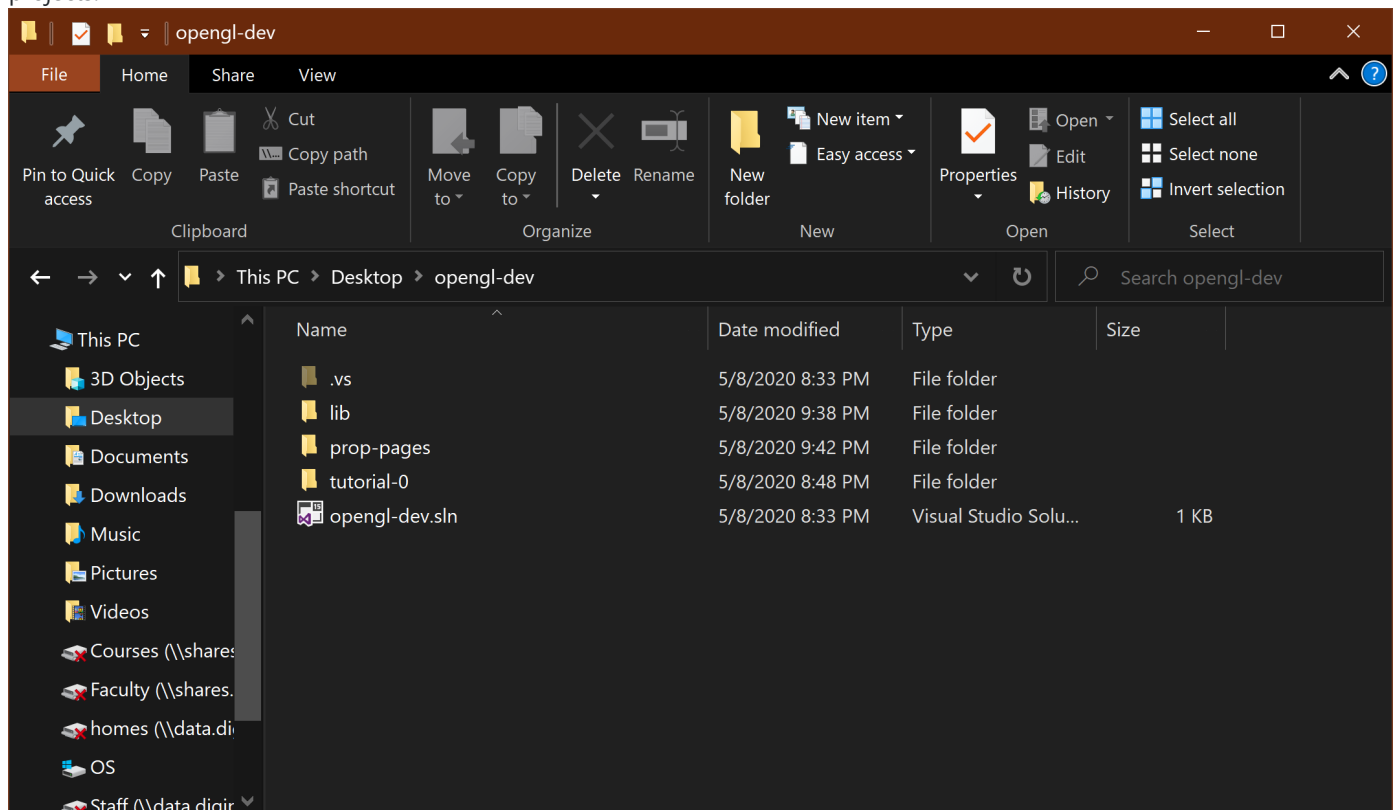 projects.
opengl-dev
File Home Share View
Pin to Quick access
Copy
Paste
Cut
Copy path
Paste shortcut
Clipboard
Move to
Copy to
Delete
Rename
Organize
New folder
New item
Easy access
New
Properties
Open
Edit
History
Open
Select all
Select none
Invert selection
Select
This PC > Desktop > opengl-dev
Search opengl-dev
This PC
3D Objects
Desktop
Documents
Downloads
Music
Pictures
Videos
Courses (\\shares
Faculty (\\shares.
homes (\\data.di
OS
Staff (\\data.digi
Name Date modified Type Size
.vs 5/8/2020 8:33 PM File folder
lib 5/8/2020 9:38 PM File folder
prop-pages 5/8/2020 9:42 PM File folder
tutorial-0 5/8/2020 8:48 PM File folder
opengl-dev.sln 5/8/2020 8:33 PM Visual Studio Solu... 1 KB